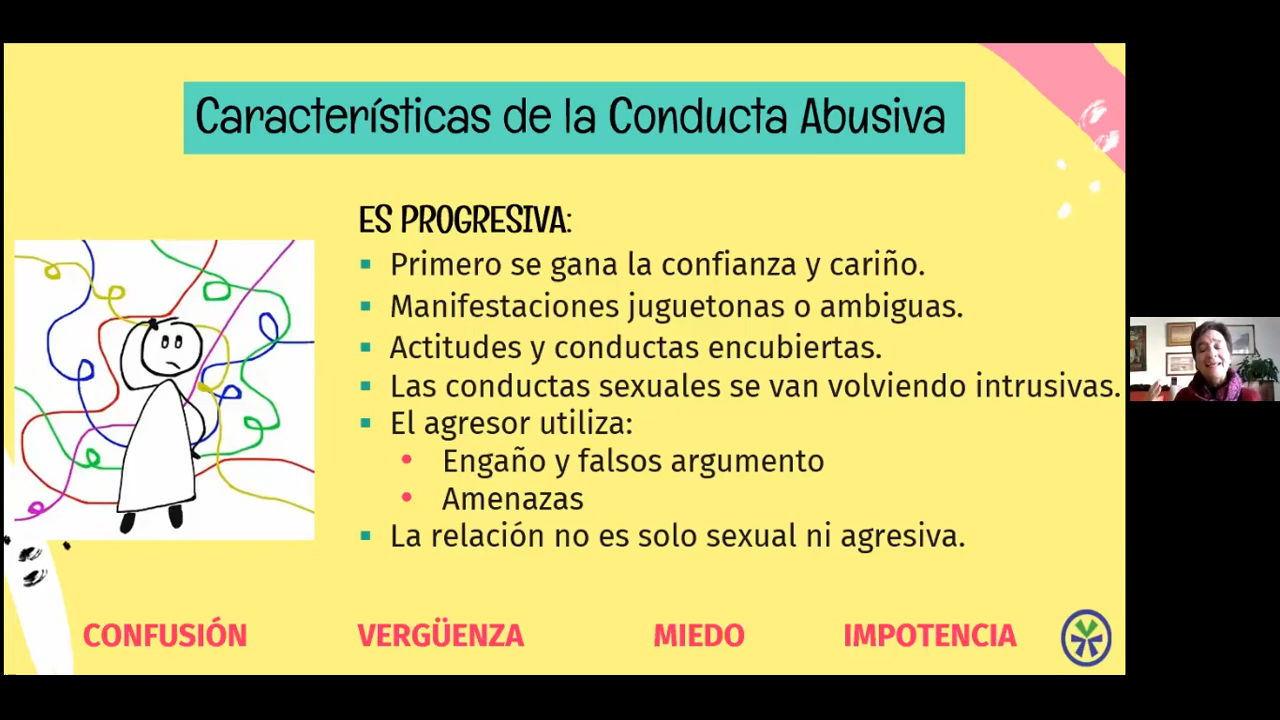 Características de la Conducta Abusiva
ES PROGRESIVA:
Primero se gana la confianza y cariño.
Manifestaciones juguetonas o ambiguas.
Actitudes y conductas encubiertas.
Las conductas sexuales se van volviendo intrusivas.
El agresor utiliza:
Engaño y falsos argumento
Amenazas
La relación no es solo sexual ni agresiva.
CONFUSIÓN VERGÜENZA MIEDO IMPOTENCIA